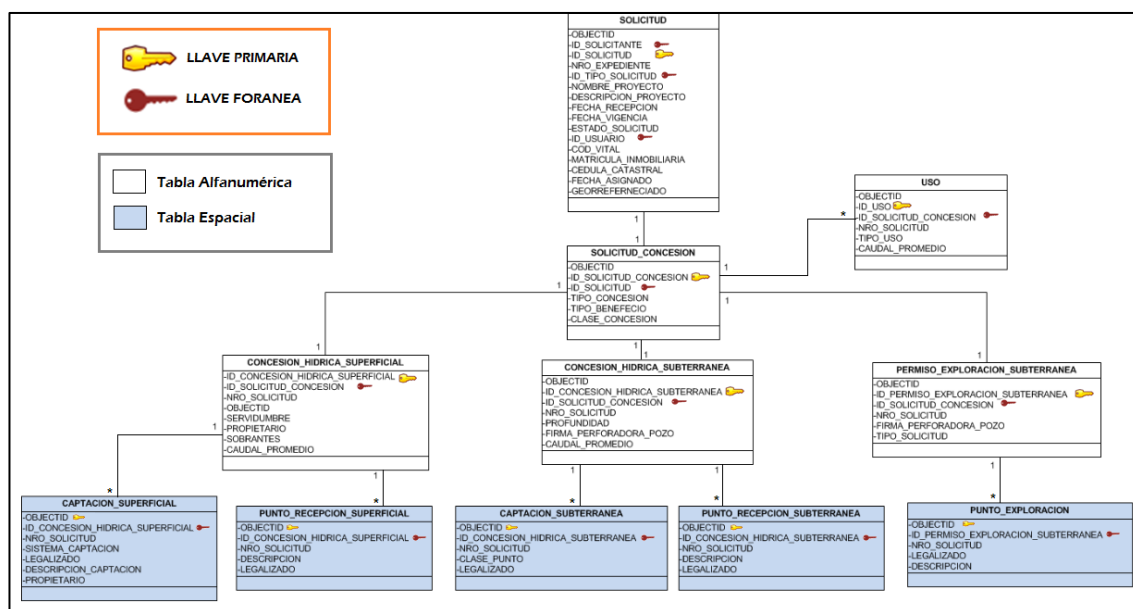 LLAVE PRIMARIA
LLAVE FORANEA
Tabla Alfanumérica
Tabla Espacial
SOLICITUD
-OBJECTID
-ID_SOLICITANTE
-ID_SOLICITUD
-NRO_EXPEDIENTE
-ID_TIPO_SOLICITUD
-NOMBRE_PROYECTO
-DESCRIPCION_PROYECTO
-FECHA_RECEPCION
-FECHA_VIGENCIA
-ESTADO_SOLICITUD
-ID_USUARIO
-COD_VITAL
-MATRICULA_INMOBILIARIA
-CEDULA_CATASTRAL
-FECHA_ASIGNADO
-GEORREFERNECIADO
1
1
USO
-OBJECTID
-ID_USO
-ID_SOLICITUD_CONCESION
-NRO_SOLICITUD
-TIPO_USO
-CAUDAL_PROMEDIO
*
1
SOLICITUD_CONCESION
-OBJECTID
-ID_SOLICITUD_CONCESION
-ID_SOLICITUD
-TIPO_CONCESION
-TIPO_BENEFECIO
-CLASE_CONCESION
1
1
1
1
1
1
CONCESION_HIDRICA_SUPERFICIAL
-ID_CONCESION_HIDRICA_SUPERFICIAL
-ID_SOLICITUD_CONCESION
-NRO_SOLICITUD
-OBJECTID
-SERVIDUMBRE
-PROPIETARIO
-SOBRANTES
-CAUDAL_PROMEDIO
1
1
CONCESION_HIDRICA_SUBTERRANEA
-OBJECTID
-ID_CONCESION_HIDRICA_SUBTERRANEA
-ID_SOLICITUD_CONCESION
-NRO_SOLICITUD
-PROFUNDIDAD
-FIRMA_PERFORADORA_POZO
-CAUDAL_PROMEDIO
1
1
PERMISO_EXPLORACION_SUBTERRANEA
-OBJECTID
-ID_PERMISO_EXPLORACION_SUBTERRANEA
-ID_SOLICITUD_CONCESION
-NRO_SOLICITUD
-FIRMA_PERFORADORA_POZO
-TIPO_SOLICITUD
1
*
CAPTACION_SUPERFICIAL
-OBJECTID
-ID_CONCESION_HIDRICA_SUPERFICIAL
-NRO_SOLICITUD
-SISTEMA_CAPTACION
-LEGALIZADO
-DESCRIPCION_CAPTACION
-PROPIETARIO
*
PUNTO_RECEPCION_SUPERFICIAL
-OBJECTID
-ID_CONCESION_HIDRICA_SUPERFICIAL
-NRO_SOLICITUD
-DESCRIPCION
-LEGALIZADO
*
CAPTACION_SUBTERRANEA
-OBJECTID
-ID_CONCESION_HIDRICA_SUBTERRANEA
-NRO_SOLICITUD
-CLASE_PUNTO
-LEGALIZADO
*
PUNTO_RECEPCION_SUBTERRANEA
-OBJECTID
-ID_CONCESION_HIDRICA_SUBTERRANEA
-NRO_SOLICITUD
-DESCRIPCION
-LEGALIZADO
*
PUNTO_EXPLORACION
-OBJECTID
-ID_PERMISO_EXPLORACION_SUBTERRANEA
-NRO_SOLICITUD
-LEGALIZADO
-DESCRIPCION